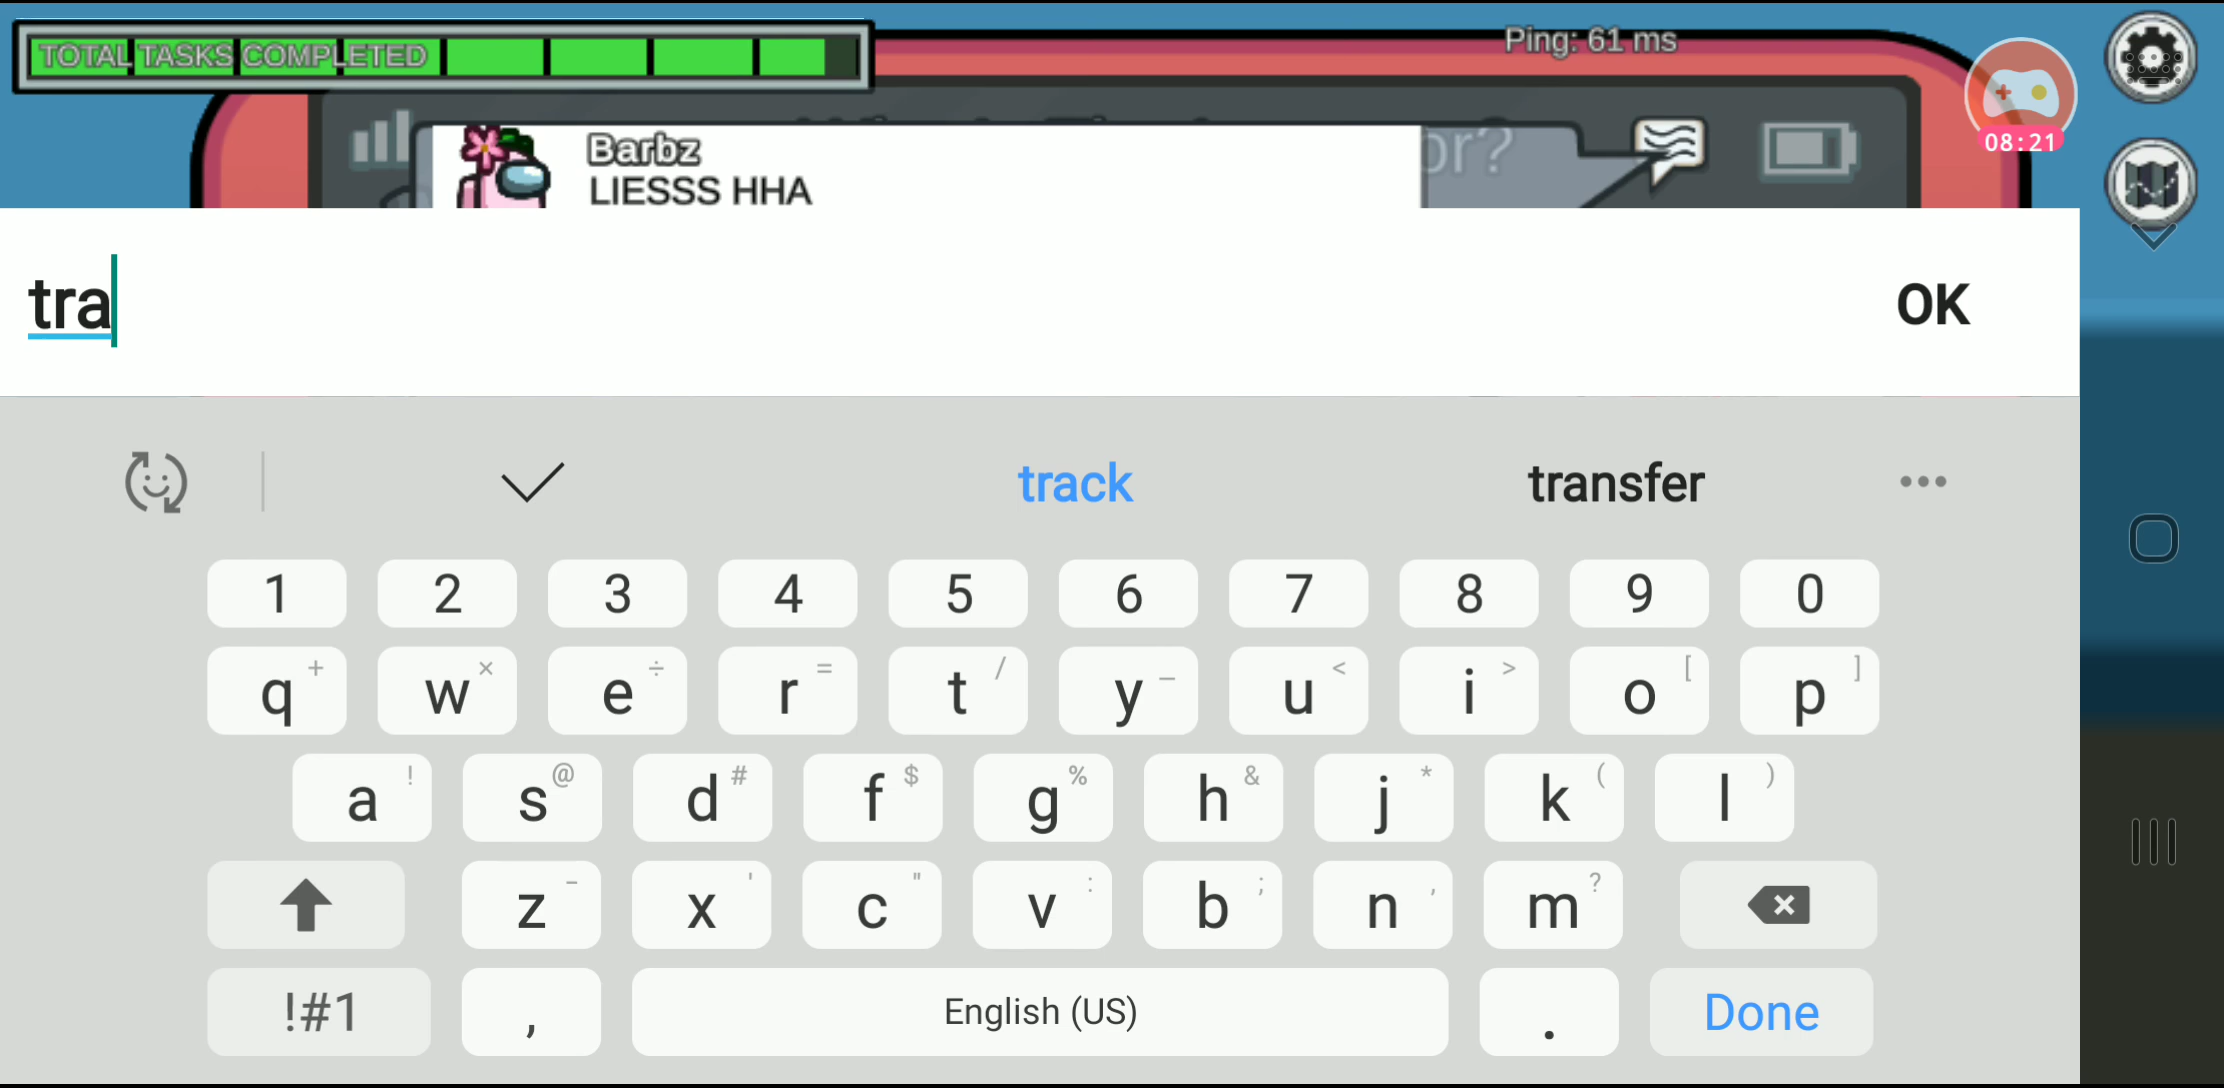 TOTAL TASKS COMPLETED
Ping: 61 ms
08:21
or?
Barbz
LIESSS HHA
tra
OK
track
transfer
1 2 3 4 5 6 7 8 9 0
q + w × e ÷ r = t / y _ u < i > o [ p ]
a ! s @ d # f $ g % h & j * k ( l )
z - x ' c " v : b ; n , m ?
!#1 , English (US) . Done